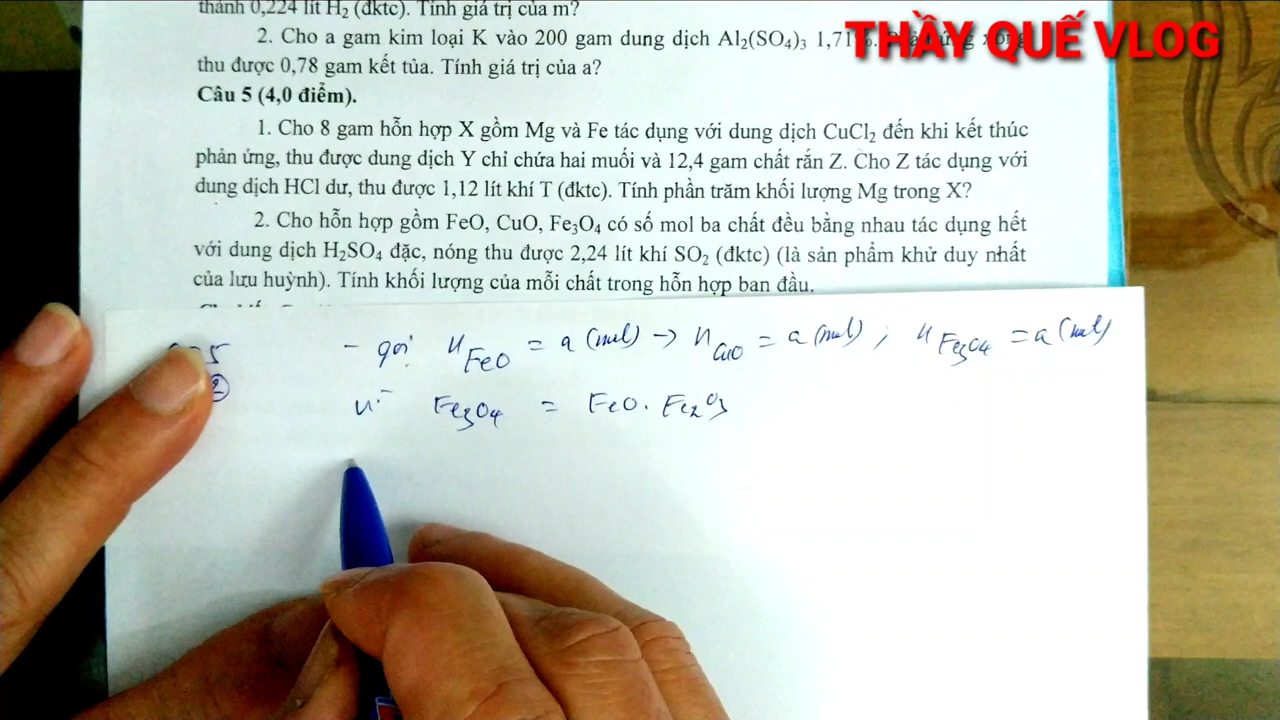 thành 0,224 lít H₂ (đktc). Tính giá trị của m?
THẦY QUẾ VLOG
2. Cho a gam kim loại K vào 200 gam dung dịch Al₂(SO₄)₃ 1,71
thu được 0,78 gam kết tủa. Tính giá trị của a?
Câu 5 (4,0 điểm).
1. Cho 8 gam hỗn hợp X gồm Mg và Fe tác dụng với dung dịch CuCl₂ đến khi kết thúc
phản ứng, thu được dung dịch Y chỉ chứa hai muối và 12,4 gam chất rắn Z. Cho Z tác dụng với
dung dịch HCl dư, thu được 1,12 lít khí T (đktc). Tính phần trăm khối lượng Mg trong X?
2. Cho hỗn hợp gồm FeO, CuO, Fe₃O₄ có số mol ba chất đều bằng nhau tác dụng hết
với dung dịch H₂SO₄ đặc, nóng thu được 2,24 lít khí SO₂ (đktc) (là sản phẩm khử duy nhất
của lưu huỳnh). Tính khối lượng của mỗi chất trong hỗn hợp ban đầu.
5 - gọi n FeO = a (mol) → n CuO = a (mol) ; n Fe₃O₄ = a (mol)
② Fe₃O₄ = FeO . Fe₂O₃